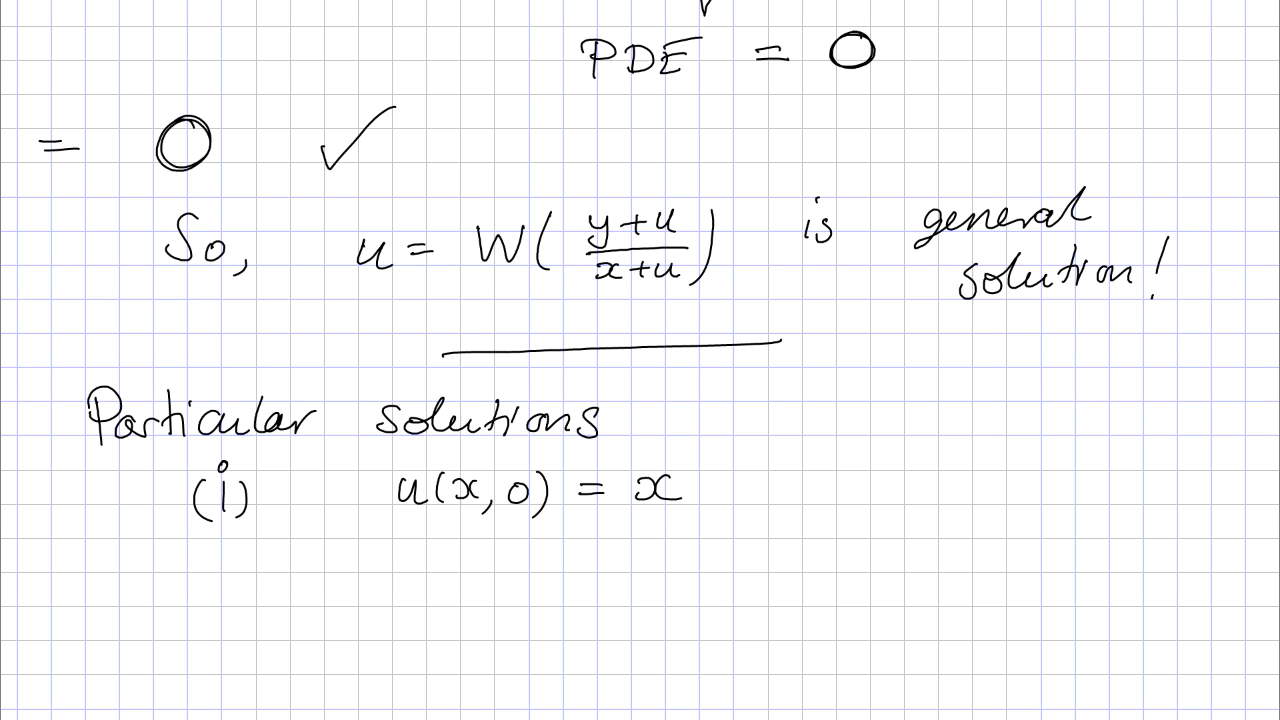 PDE = 0
= 0 ✓
So, u = W( (y+u)/(x+u) ) is general
solution!
Particular solutions
(i) u(x,0) = x